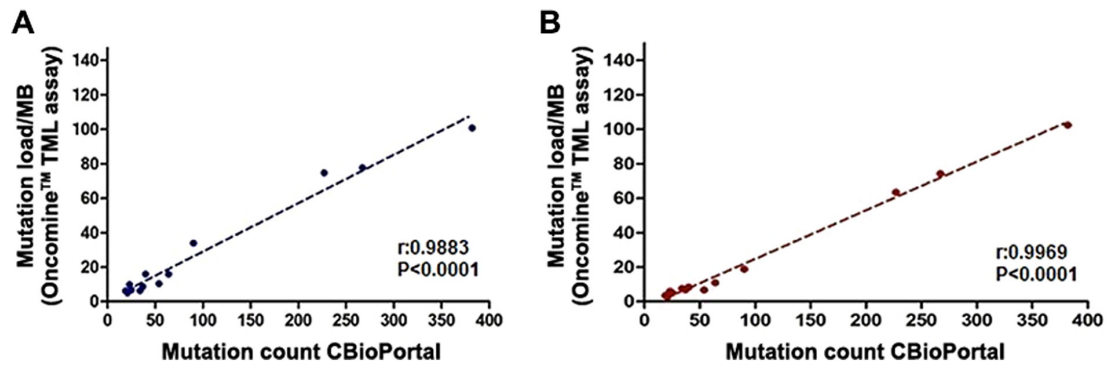 A
Mutation load/MB
(Oncomine™ TML assay)
140
120
100
80
60
40
20
0
r:0.9883
P<0.0001
0 50 100 150 200 250 300 350 400
Mutation count CBioPortal
B
Mutation load/MB
(Oncomine™ TML assay)
140
120
100
80
60
40
20
0
r:0.9969
P<0.0001
0 50 100 150 200 250 300 350 400
Mutation count CBioPortal